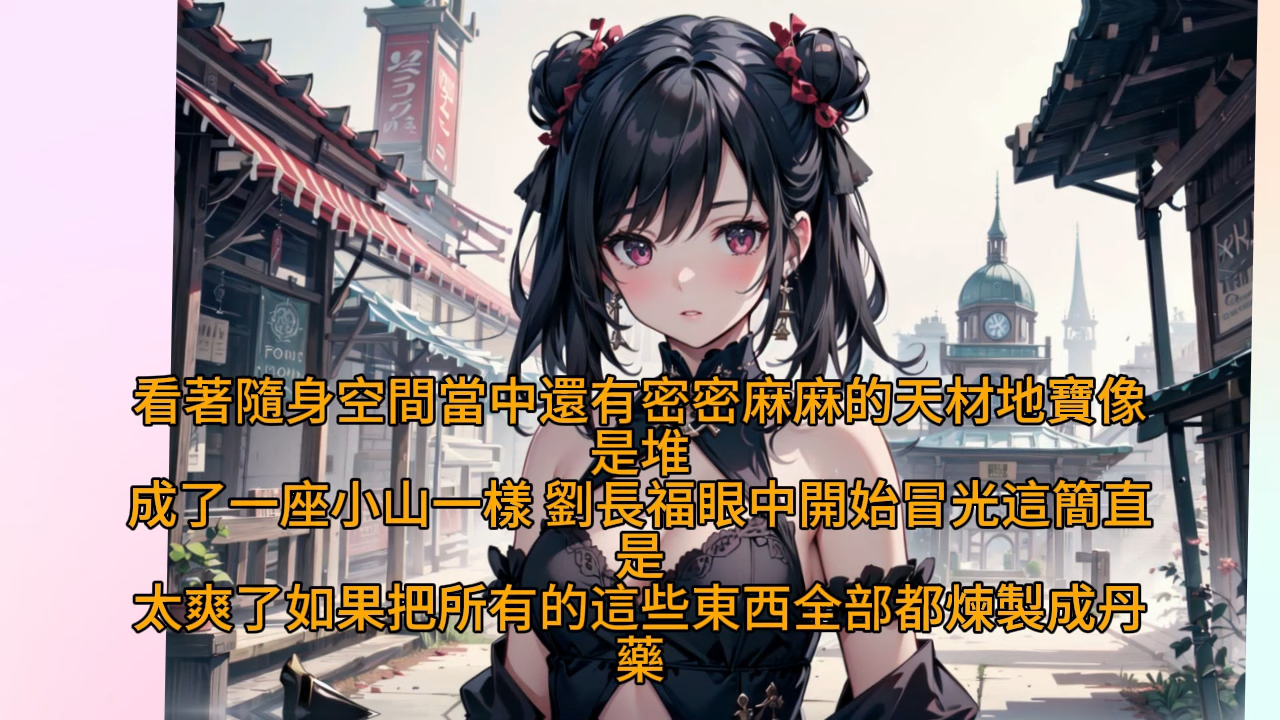 看著隨身空間當中還有密密麻麻的天材地寶像
是堆
成了一座小山一樣 劉長福眼中開始冒光這簡直
是
太爽了如果把所有的這些東西全部都煉製成丹
藥